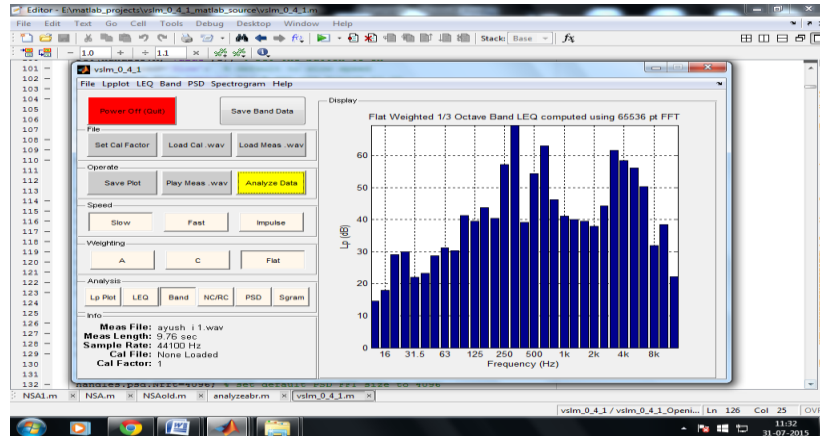 Editor - E:\matlab_projects\vslm_0_4_1_matlab_source\vslm_0_4_1.m
File Edit Text Go Cell Tools Debug Desktop Window Help
Stack: Base fx
- 1.0 + ÷ 1.1 ×
101 -
102 -
103 -
104 -
105
106
107
108 -
109 -
110 -
111
112
113
114 -
115 -
116 -
117 -
118
119 -
120 -
121
122 -
123 -
124
125
126 -
127 -
128 -
129 -
130
131
132 - handles.psd.nfft=4096; % set default PSD FFT size to 4096
vslm_0_4_1
File Lpplot LEQ Band PSD Spectrogram Help
Power Off (Quit) Save Band Data
File
Set Cal Factor Load Cal .wav Load Meas .wav
Operate
Save Plot Play Meas .wav Analyze Data
Speed
Slow Fast Impulse
Weighting
A C Flat
Analysis
Lp Plot LEQ Band NC/RC PSD Sgram
Info
Meas File: ayush i 1.wav
Meas Length: 9.76 sec
Sample Rate: 44100 Hz
Cal File: None Loaded
Cal Factor: 1
Display
Flat Weighted 1/3 Octave Band LEQ computed using 65536 pt FFT
Lp (dB)
60
50
40
30
20
10
0
16 31.5 63 125 250 500 1k 2k 4k 8k
Frequency (Hz)
NSA1.m × NSA.m × NSAold.m × analyzeabr.m × vslm_0_4_1.m ×
vslm_0_4_1 / vslm_0_4_1_Openi... Ln 126 Col 25 OV
11:32
31-07-2015